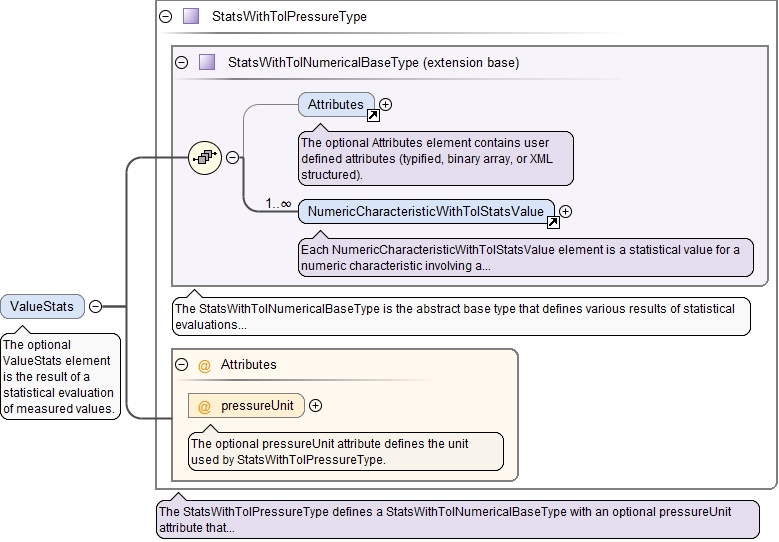 StatsWithTolPressureType
StatsWithTolNumericalBaseType (extension base)
Attributes
The optional Attributes element contains user
defined attributes (typified, binary array, or XML
structured).
1..∞
NumericCharacteristicWithTolStatsValue
Each NumericCharacteristicWithTolStatsValue element is a statistical value for a
numeric characteristic involving a...
The StatsWithTolNumericalBaseType is the abstract base type that defines various results of statistical
evaluations...
ValueStats
The optional
ValueStats element
is the result of a
statistical evaluation
of measured values.
@ Attributes
@ pressureUnit
The optional pressureUnit attribute defines the unit
used by StatsWithTolPressureType.
The StatsWithTolPressureType defines a StatsWithTolNumericalBaseType with an optional pressureUnit
attribute that...